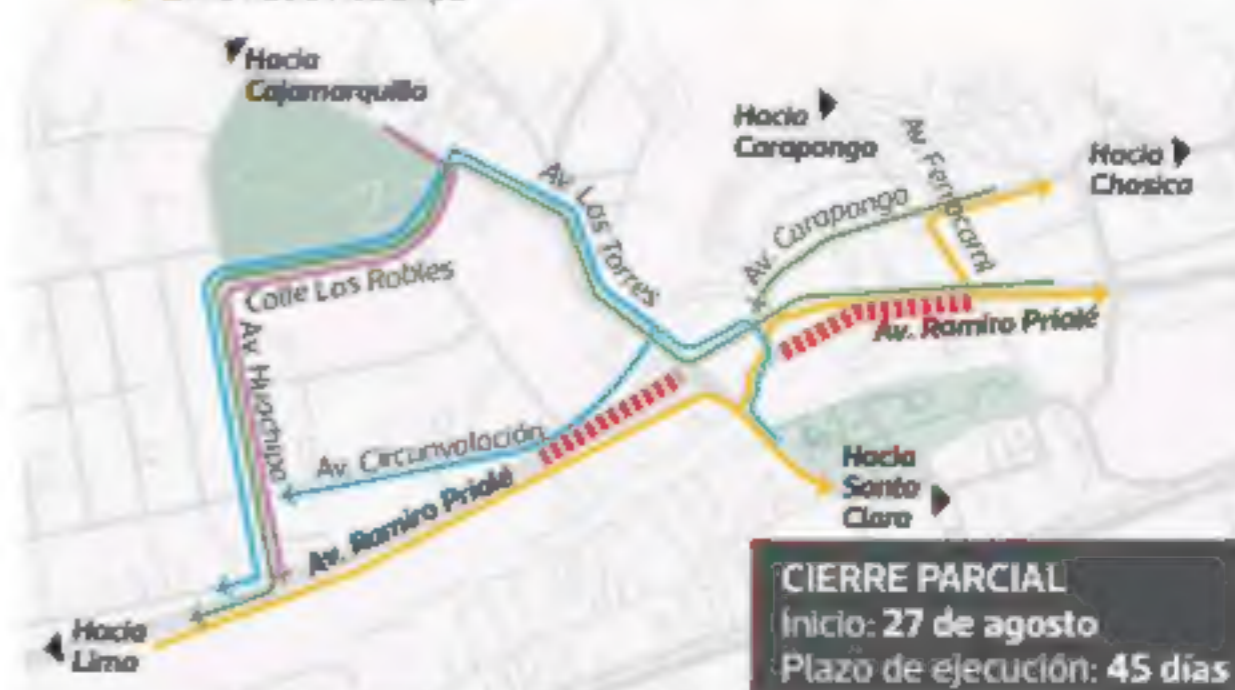 Hacia
Cajamarquilla
Hacia
Carapongo
Av. Ferrocarril
Hacia
Chosica
Av. Las Torres
Av. Carapongo
Calle Los Robles
Av. Ramiro Prialé
Av. Huachipa
Av. Circunvalación
Av. Ramiro Prialé
Hacia
Santa
Clara
Hacia
Lima
CIERRE PARCIAL
Inicio: 27 de agosto
Plazo de ejecución: 45 días